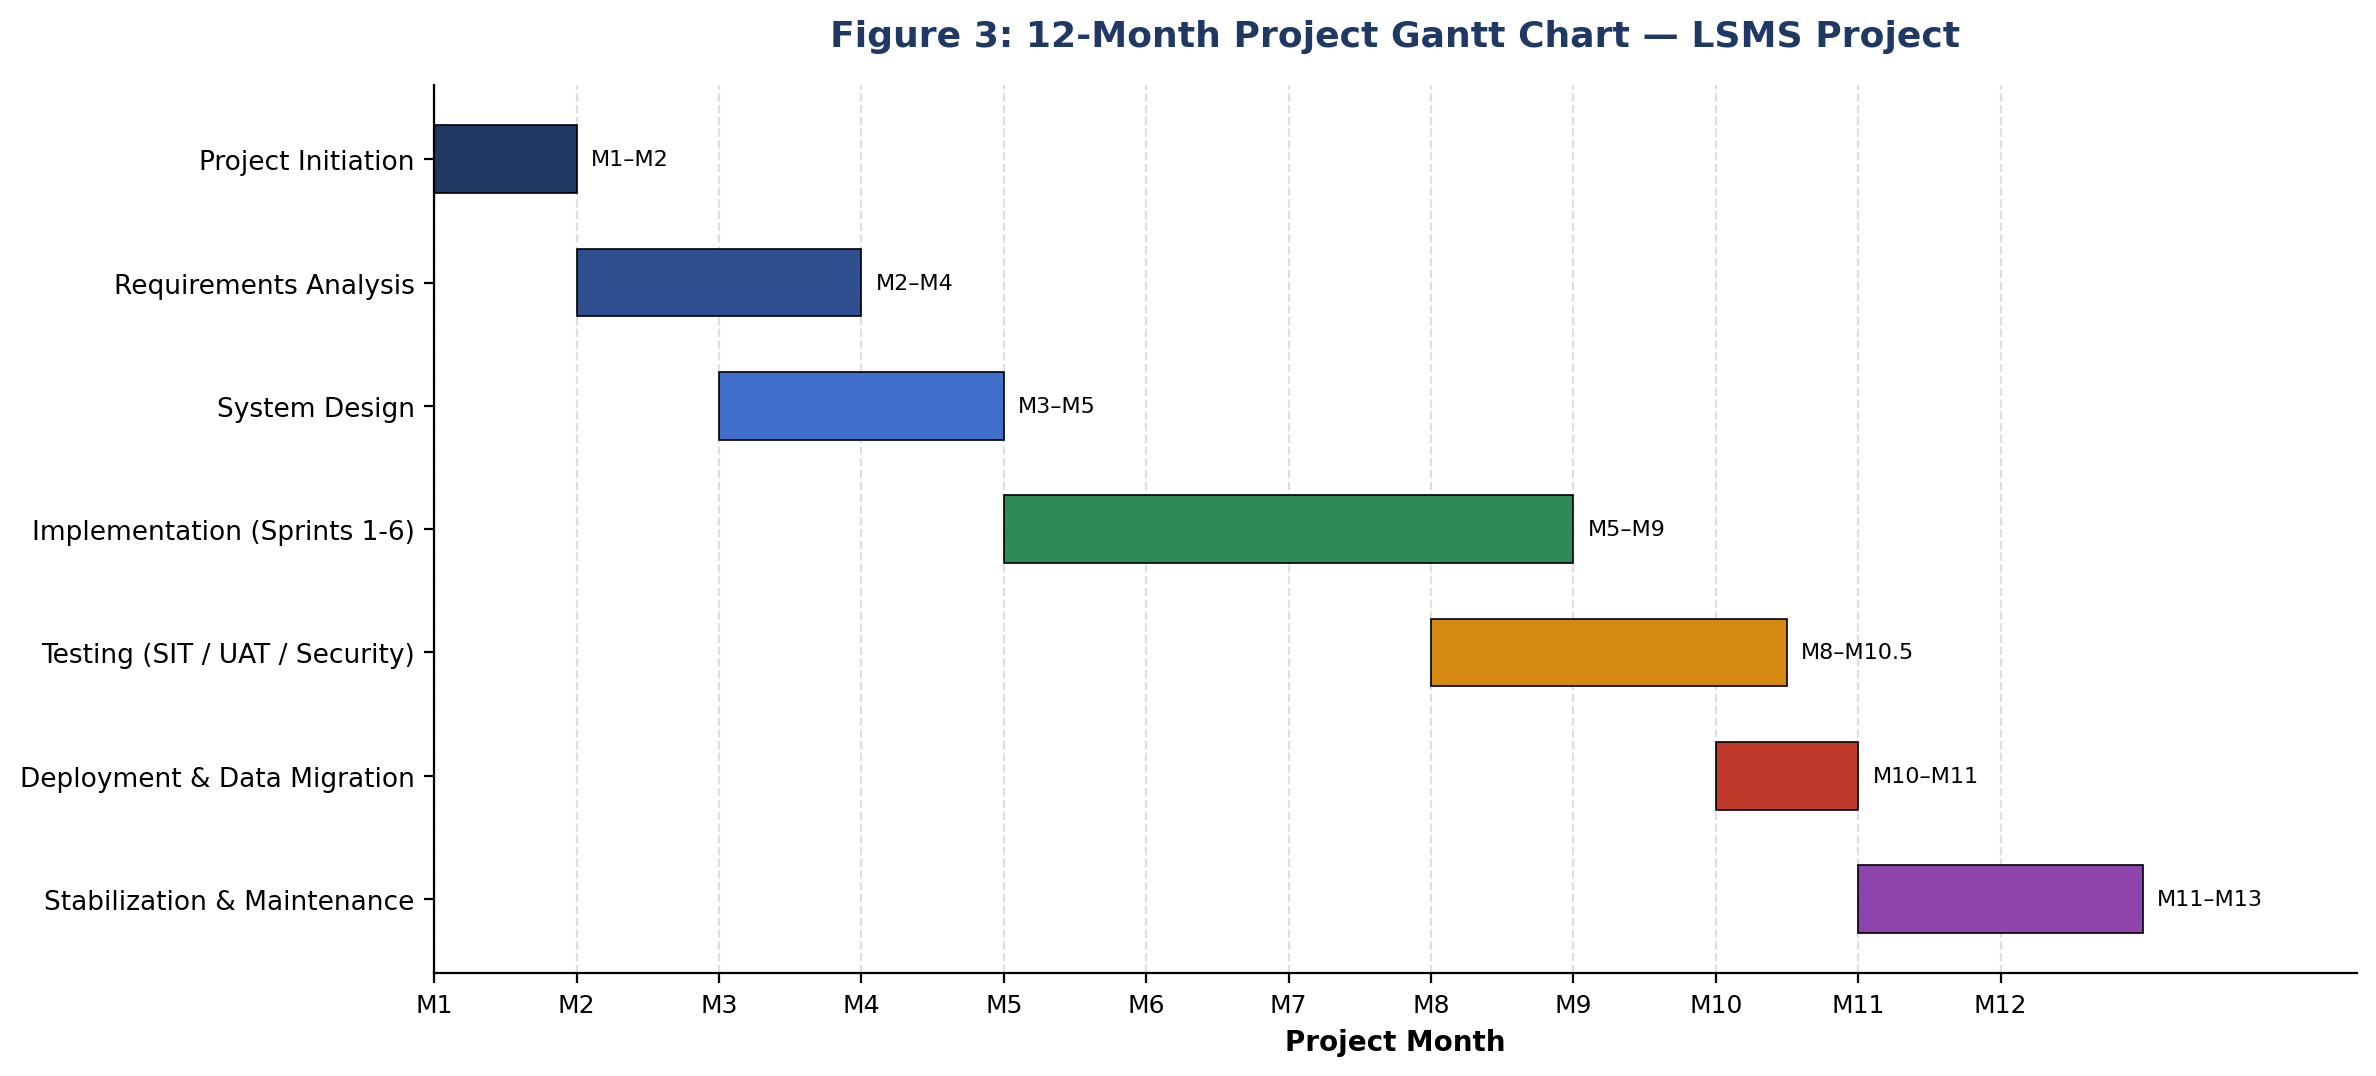 Figure 3: 12-Month Project Gantt Chart — LSMS Project
Project Initiation
M1–M2
Requirements Analysis
M2–M4
System Design
M3–M5
Implementation (Sprints 1-6)
M5–M9
Testing (SIT / UAT / Security)
M8–M10.5
Deployment & Data Migration
M10–M11
Stabilization & Maintenance
M11–M13
M1 M2 M3 M4 M5 M6 M7 M8 M9 M10 M11 M12
Project Month